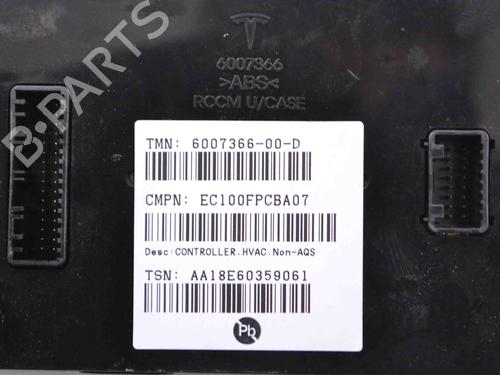 6007366
>ABS<
RCCM U/CASE
TMN: 6007366-00-D
CMPN: EC100FPCBA07
Desc:CONTROLLER.HVAC.Non-AQS
TSN: AA18E60359061
Pb
B-PARTS